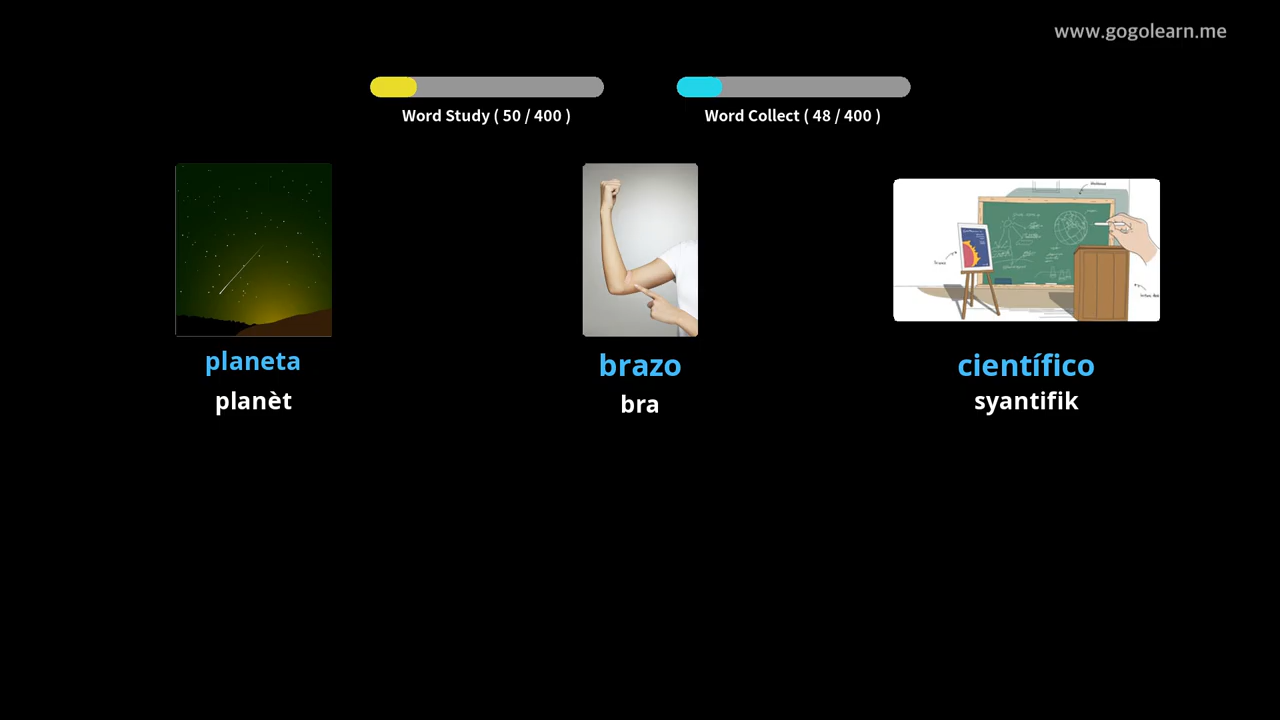 www.gogolearn.me
Word Study ( 50 / 400 )
Word Collect ( 48 / 400 )
planeta
planèt
brazo
bra
científico
syantifik